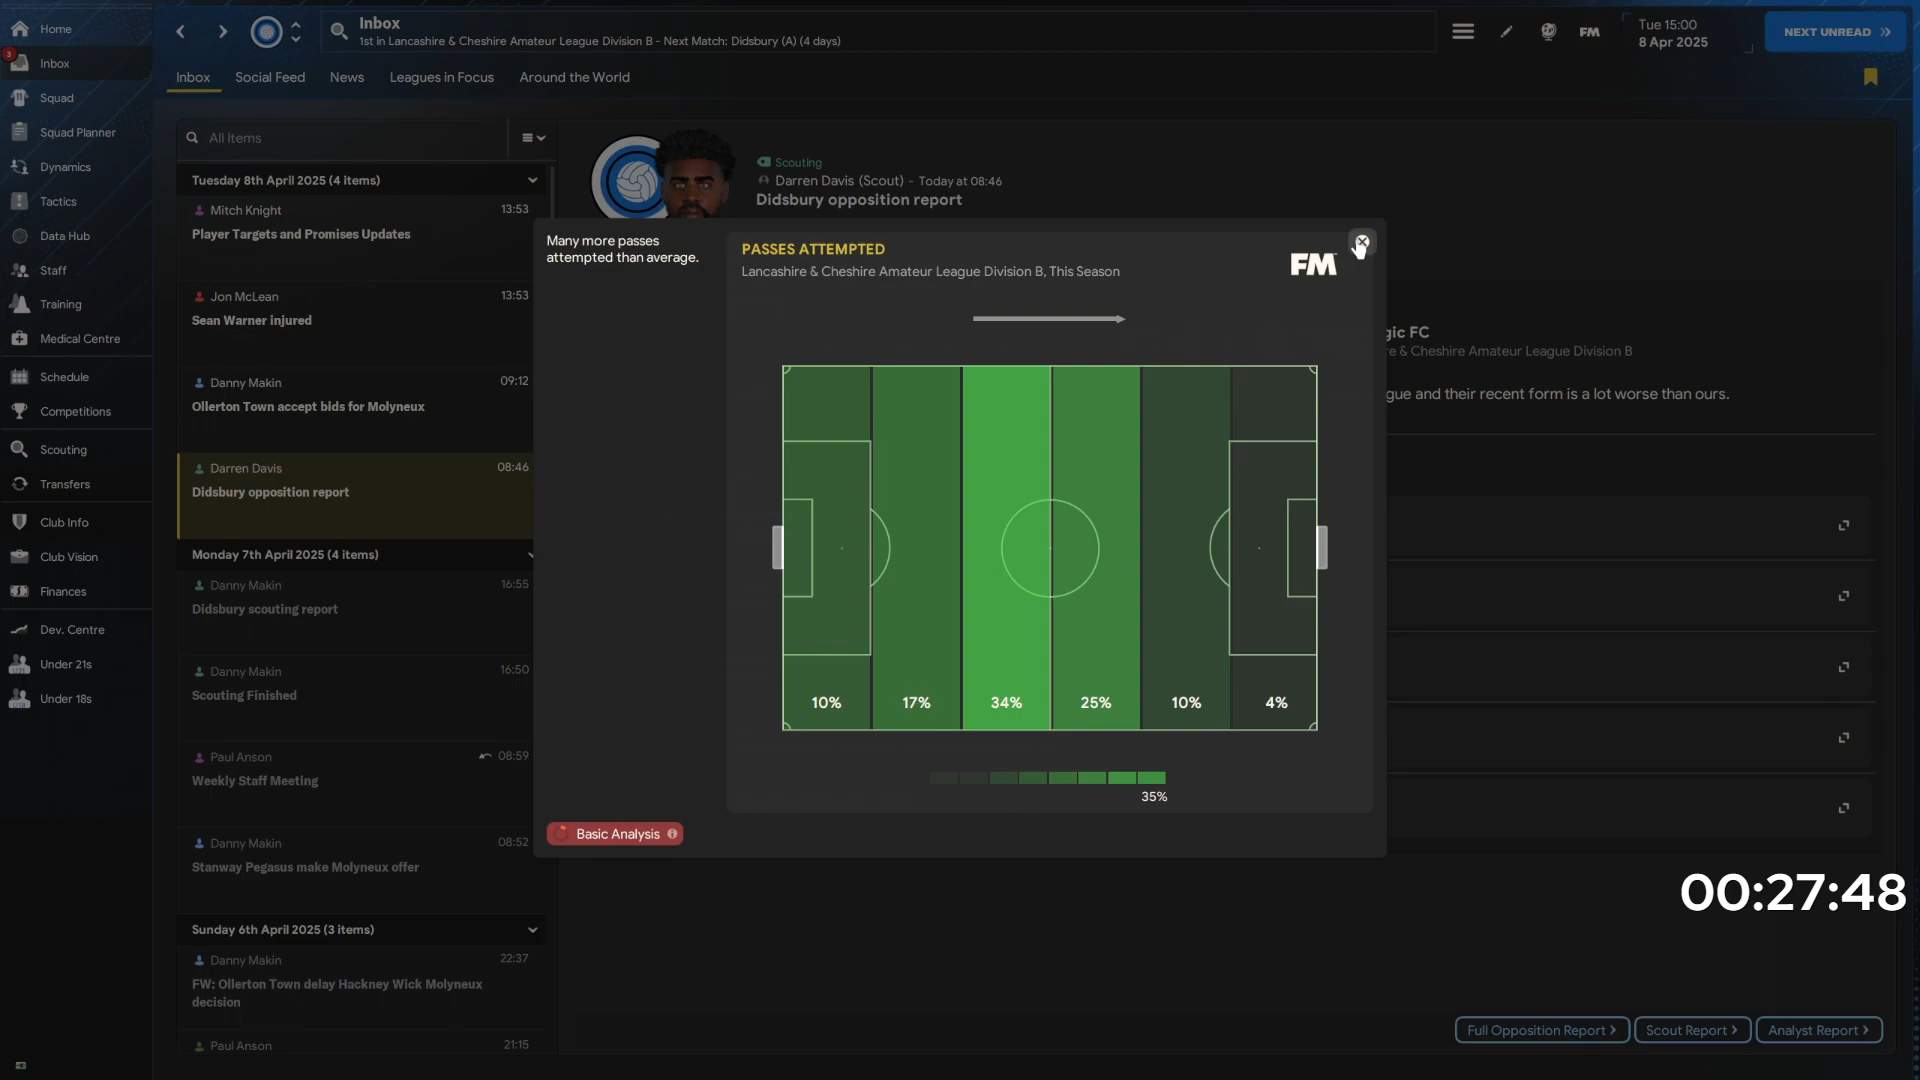 Home
Inbox
3
Squad
Squad Planner
Dynamics
Tactics
Data Hub
Staff
Training
Medical Centre
Schedule
Competitions
Scouting
Transfers
Club Info
Club Vision
Finances
Dev. Centre
Under 21s
Under 18s
Inbox
1st in Lancashire & Cheshire Amateur League Division B - Next Match: Didsbury (A) (4 days)
FM
Tue 15:00
8 Apr 2025
NEXT UNREAD
Inbox
Social Feed
News
Leagues in Focus
Around the World
All Items
Tuesday 8th April 2025 (4 items)
Mitch Knight
13:53
Player Targets and Promises Updates
Jon McLean
13:53
Sean Warner injured
Danny Makin
09:12
Ollerton Town accept bids for Molyneux
Darren Davis
08:46
Didsbury opposition report
Monday 7th April 2025 (4 items)
Danny Makin
16:55
Didsbury scouting report
Danny Makin
16:50
Scouting Finished
Paul Anson
08:59
Weekly Staff Meeting
Danny Makin
08:52
Stanway Pegasus make Molyneux offer
Sunday 6th April 2025 (3 items)
Danny Makin
22:37
FW: Ollerton Town delay Hackney Wick Molyneux
decision
Paul Anson
21:15
Scouting
Darren Davis (Scout) - Today at 08:46
Didsbury opposition report
Many more passes
attempted than average.
PASSES ATTEMPTED
Lancashire & Cheshire Amateur League Division B, This Season
FM
10%
17%
34%
25%
10%
4%
35%
Basic Analysis
gic FC
e & Cheshire Amateur League Division B
gue and their recent form is a lot worse than ours.
00:27:48
Full Opposition Report
Scout Report
Analyst Report